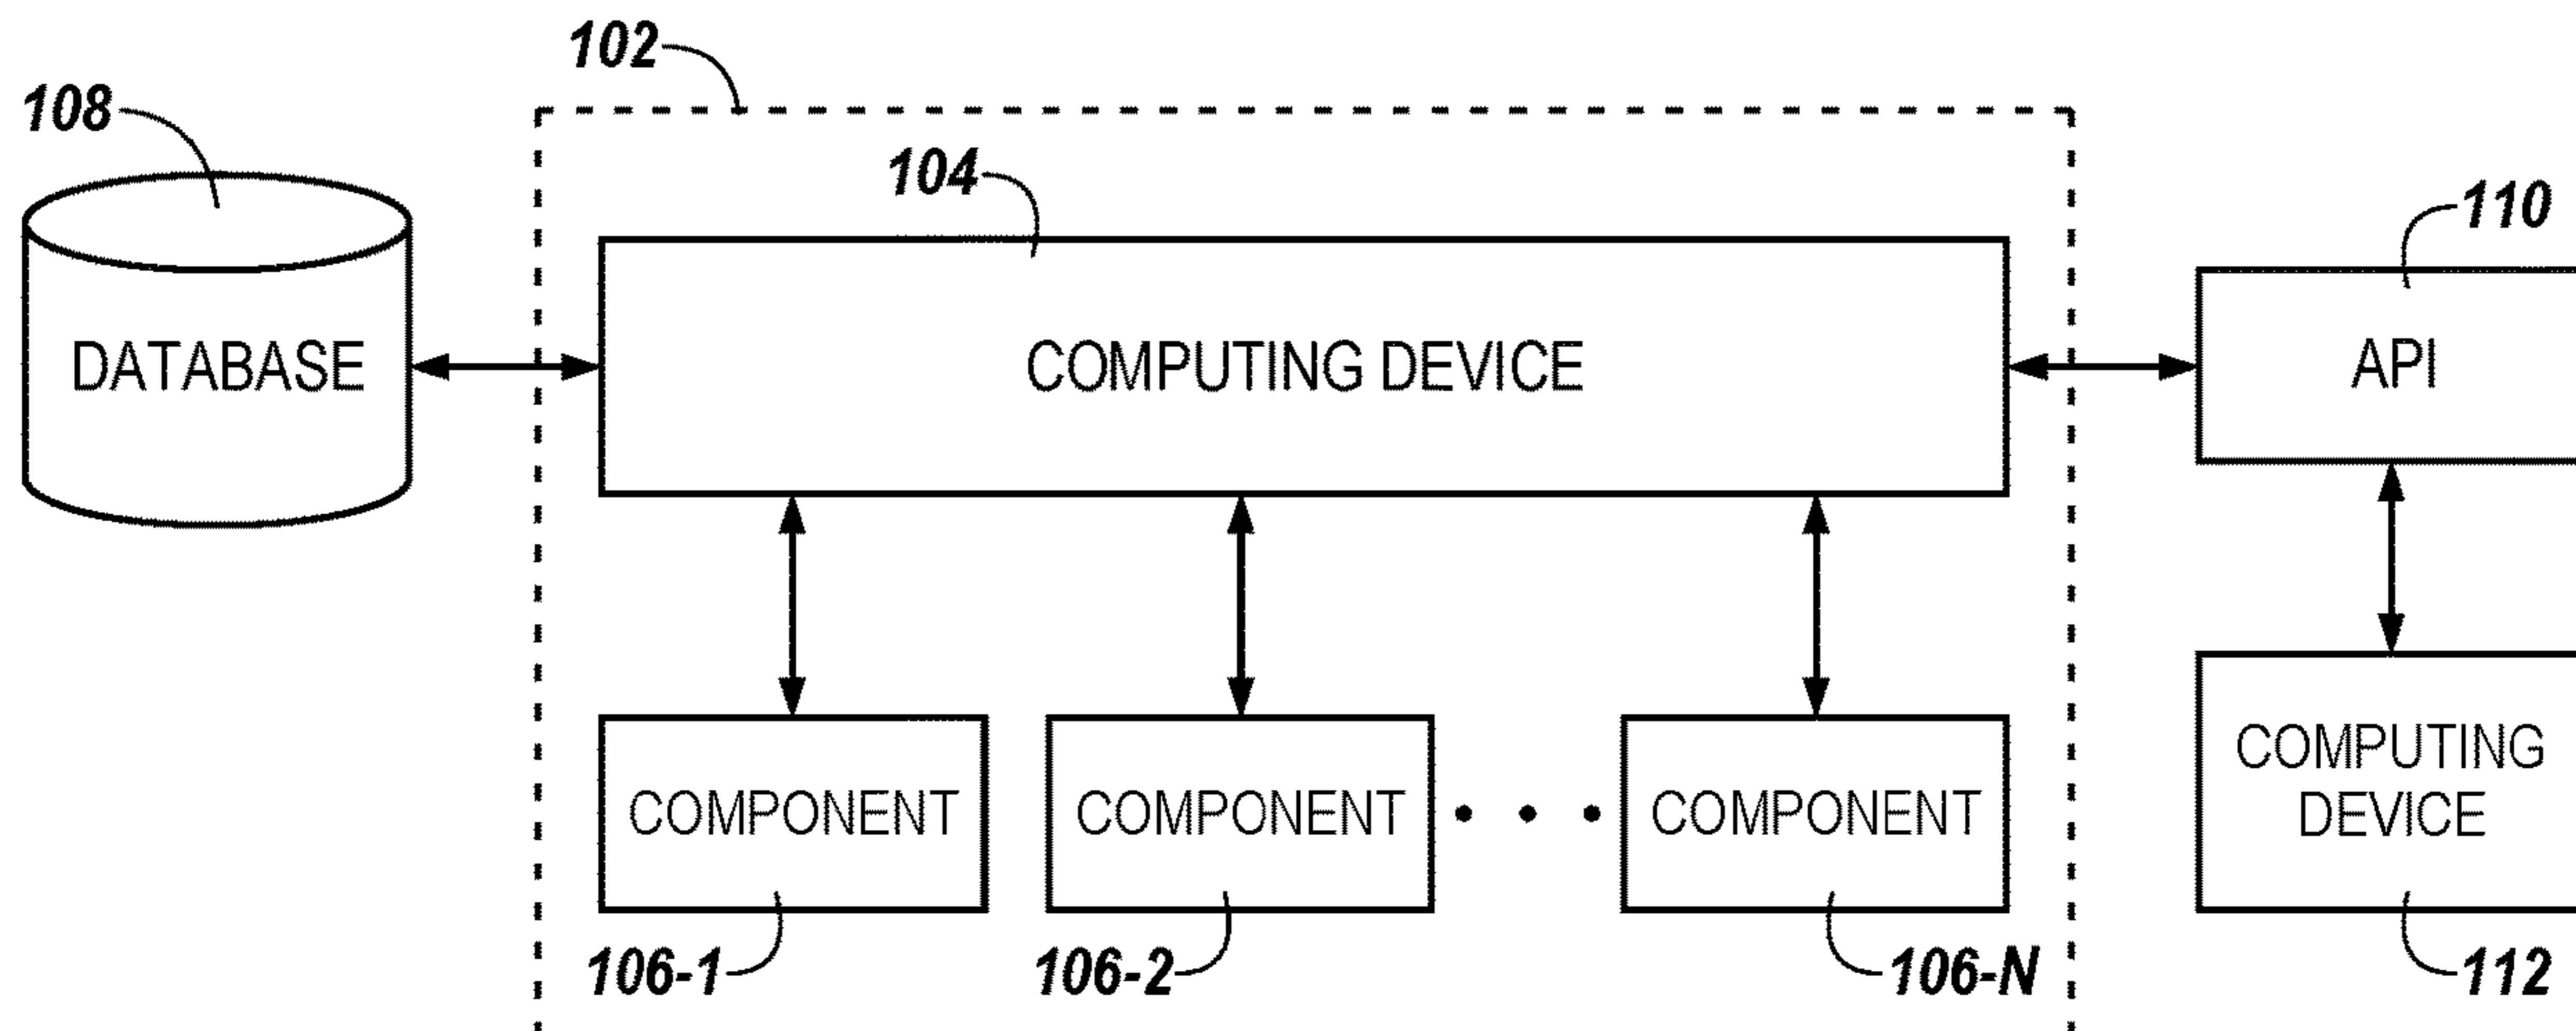 102
108
104
110
DATABASE
COMPUTING DEVICE
API
COMPONENT
COMPONENT
COMPONENT
COMPUTING
DEVICE
106-1
106-2
106-N
112